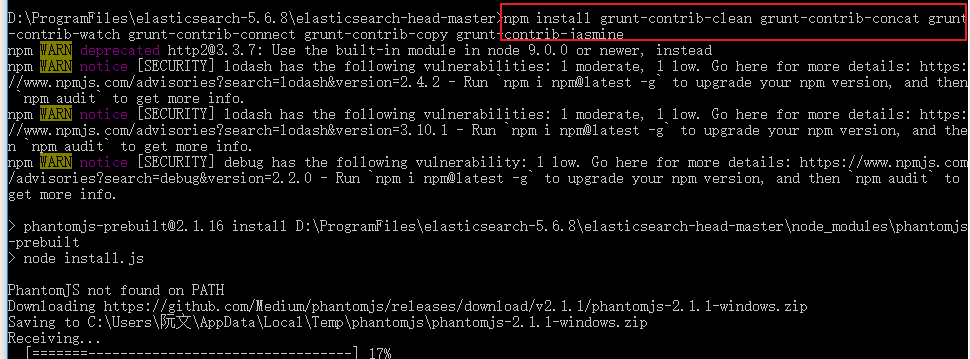 D:\ProgramFiles\elasticsearch-5.6.8\elasticsearch-head-master>npm install grunt-contrib-clean grunt-contrib-concat grunt
-contrib-watch grunt-contrib-connect grunt-contrib-copy grunt-contrib-jasmine
npm WARN deprecated http2@3.3.7: Use the built-in module in node 9.0.0 or newer, instead
npm WARN notice [SECURITY] lodash has the following vulnerabilities: 1 moderate, 1 low. Go here for more details: https:
//www.npmjs.com/advisories?search=lodash&version=2.4.2 - Run `npm i npm@latest -g` to upgrade your npm version, and then
`npm audit` to get more info.
npm WARN notice [SECURITY] lodash has the following vulnerabilities: 1 moderate, 1 low. Go here for more details: https:
//www.npmjs.com/advisories?search=lodash&version=3.10.1 - Run `npm i npm@latest -g` to upgrade your npm version, and the
n `npm audit` to get more info.
npm WARN notice [SECURITY] debug has the following vulnerability: 1 low. Go here for more details: https://www.npmjs.com
/advisories?search=debug&version=2.2.0 - Run `npm i npm@latest -g` to upgrade your npm version, and then `npm audit` to
get more info.
> phantomjs-prebuilt@2.1.16 install D:\ProgramFiles\elasticsearch-5.6.8\elasticsearch-head-master\node_modules\phantomjs
-prebuilt
> node install.js
PhantomJS not found on PATH
Downloading https://github.com/Medium/phantomjs/releases/download/v2.1.1/phantomjs-2.1.1-windows.zip
Saving to C:\Users\阮文\AppData\Local\Temp\phantomjs\phantomjs-2.1.1-windows.zip
Receiving...
[=======---------------------------------] 17%